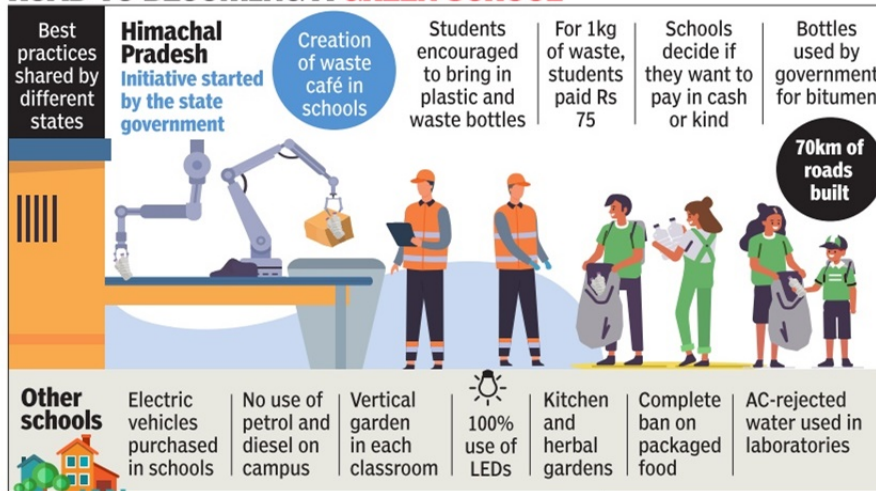 ROAD TO BECOMING A GREEN SCHOOL
Best
practices
shared by
different
states
Himachal
Pradesh
Initiative started
by the state
government
Creation
of waste
café in
schools
Students
encouraged
to bring in
plastic and
waste bottles
For 1kg
of waste,
students
paid Rs
75
Schools
decide if
they want to
pay in cash
or kind
Bottles
used by
government
for bitumen
70km of
roads
built
Other
schools
Electric
vehicles
purchased
in schools
No use of
petrol and
diesel on
campus
Vertical
garden
in each
classroom
100%
use of
LEDs
Kitchen
and
herbal
gardens
Complete
ban on
packaged
food
AC-rejected
water used in
laboratories